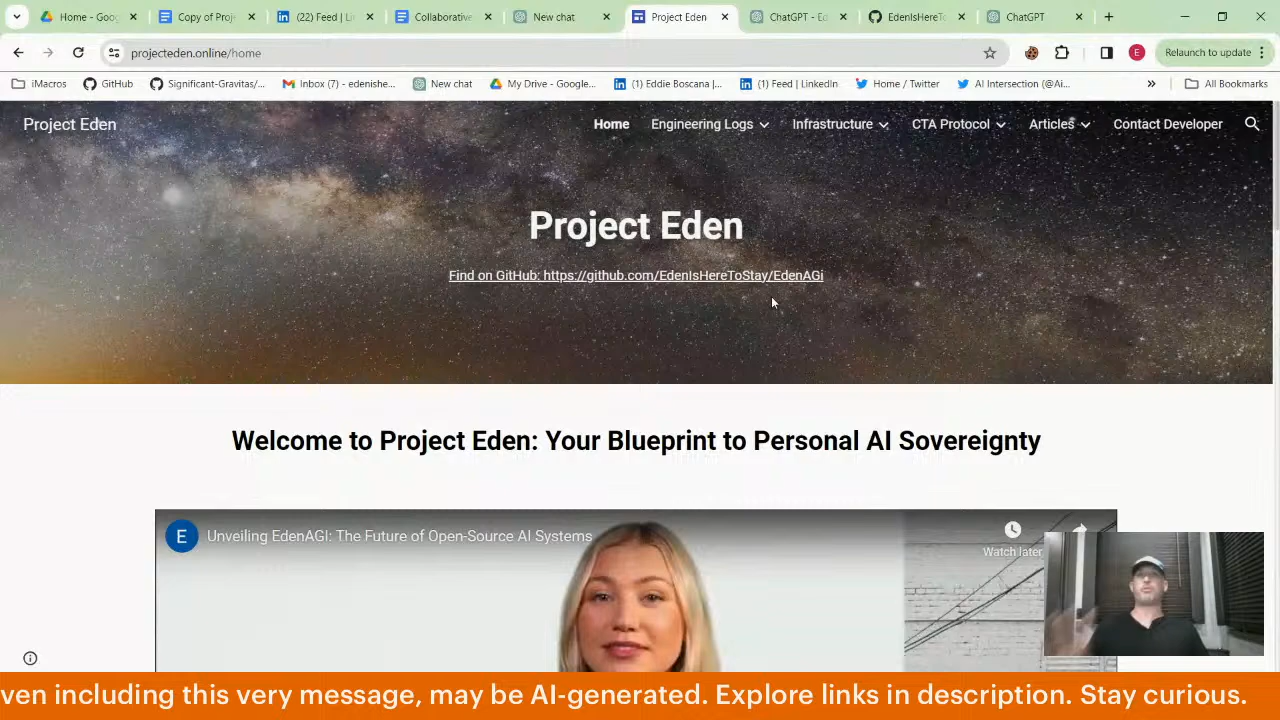 Home - Goog
Copy of Proj
(22) Feed | Li
Collaborative
New chat
Project Eden
ChatGPT - Ed
EdenIsHereTo
ChatGPT
projecteden.online/home
E
Relaunch to update
iMacros
GitHub
Significant-Gravitas/...
Inbox (7) - edenishe...
New chat
My Drive - Google...
(1) Eddie Boscana |...
(1) Feed | LinkedIn
Home / Twitter
AI Intersection (@Ai...
»
All Bookmarks
Project Eden
Home
Engineering Logs
Infrastructure
CTA Protocol
Articles
Contact Developer
Project Eden
Find on GitHub: https://github.com/EdenIsHereToStay/EdenAGi
Welcome to Project Eden: Your Blueprint to Personal AI Sovereignty
E
Unveiling EdenAGI: The Future of Open-Source AI Systems
Watch later
ven including this very message, may be AI-generated. Explore links in description. Stay curious.